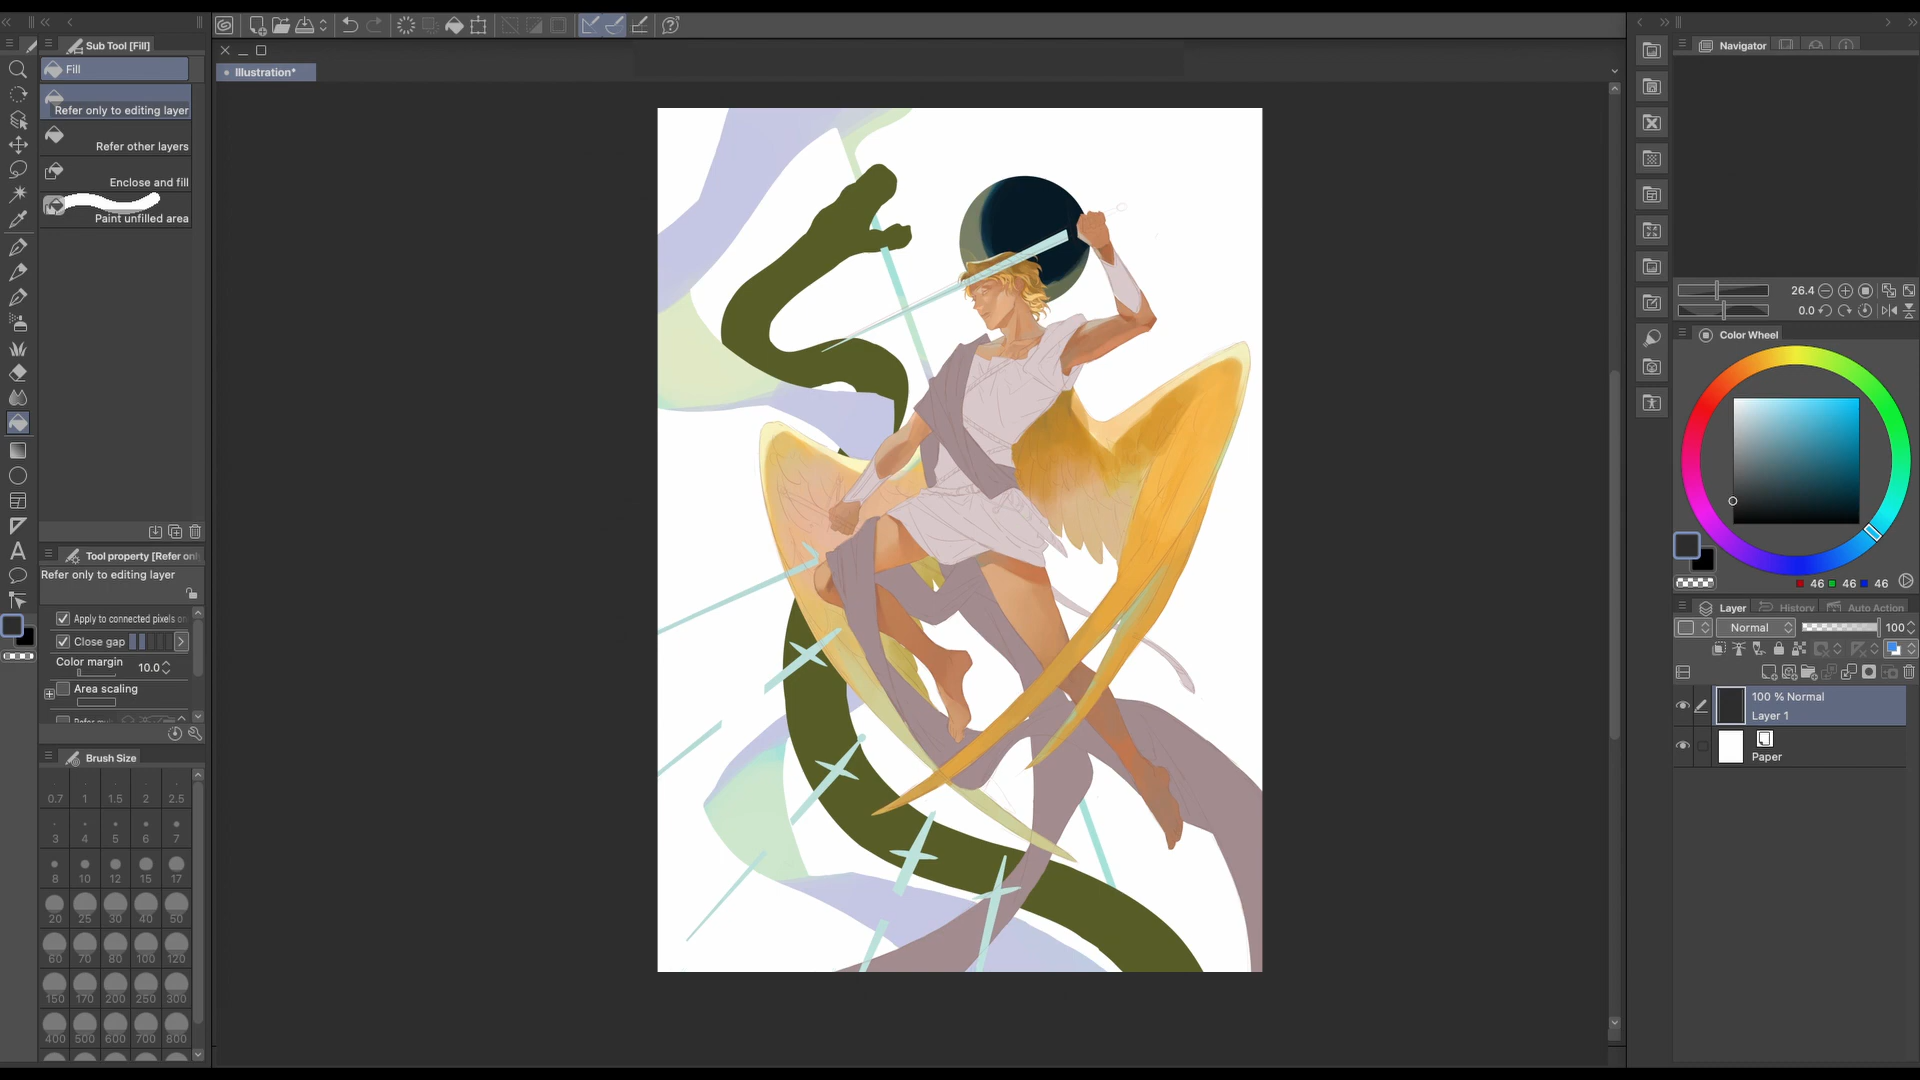 Sub Tool [Fill]
Fill
Refer only to editing layer
Refer other layers
Enclose and fill
Paint unfilled area
Tool property [Refer on
Refer only to editing layer
Apply to connected pixels o
Close gap
Color margin 10.0
Area scaling
Brush Size
0.7 1 1.5 2 2.5
3 4 5 6 7
8 10 12 15 17
20 25 30 40 50
60 70 80 100 120
150 170 200 250 300
400 500 600 700 800
Illustration*
Navigator
26.4
0.0
Color Wheel
46 46 46
Layer History Auto Action
Normal 100
100 % Normal
Layer 1
Paper